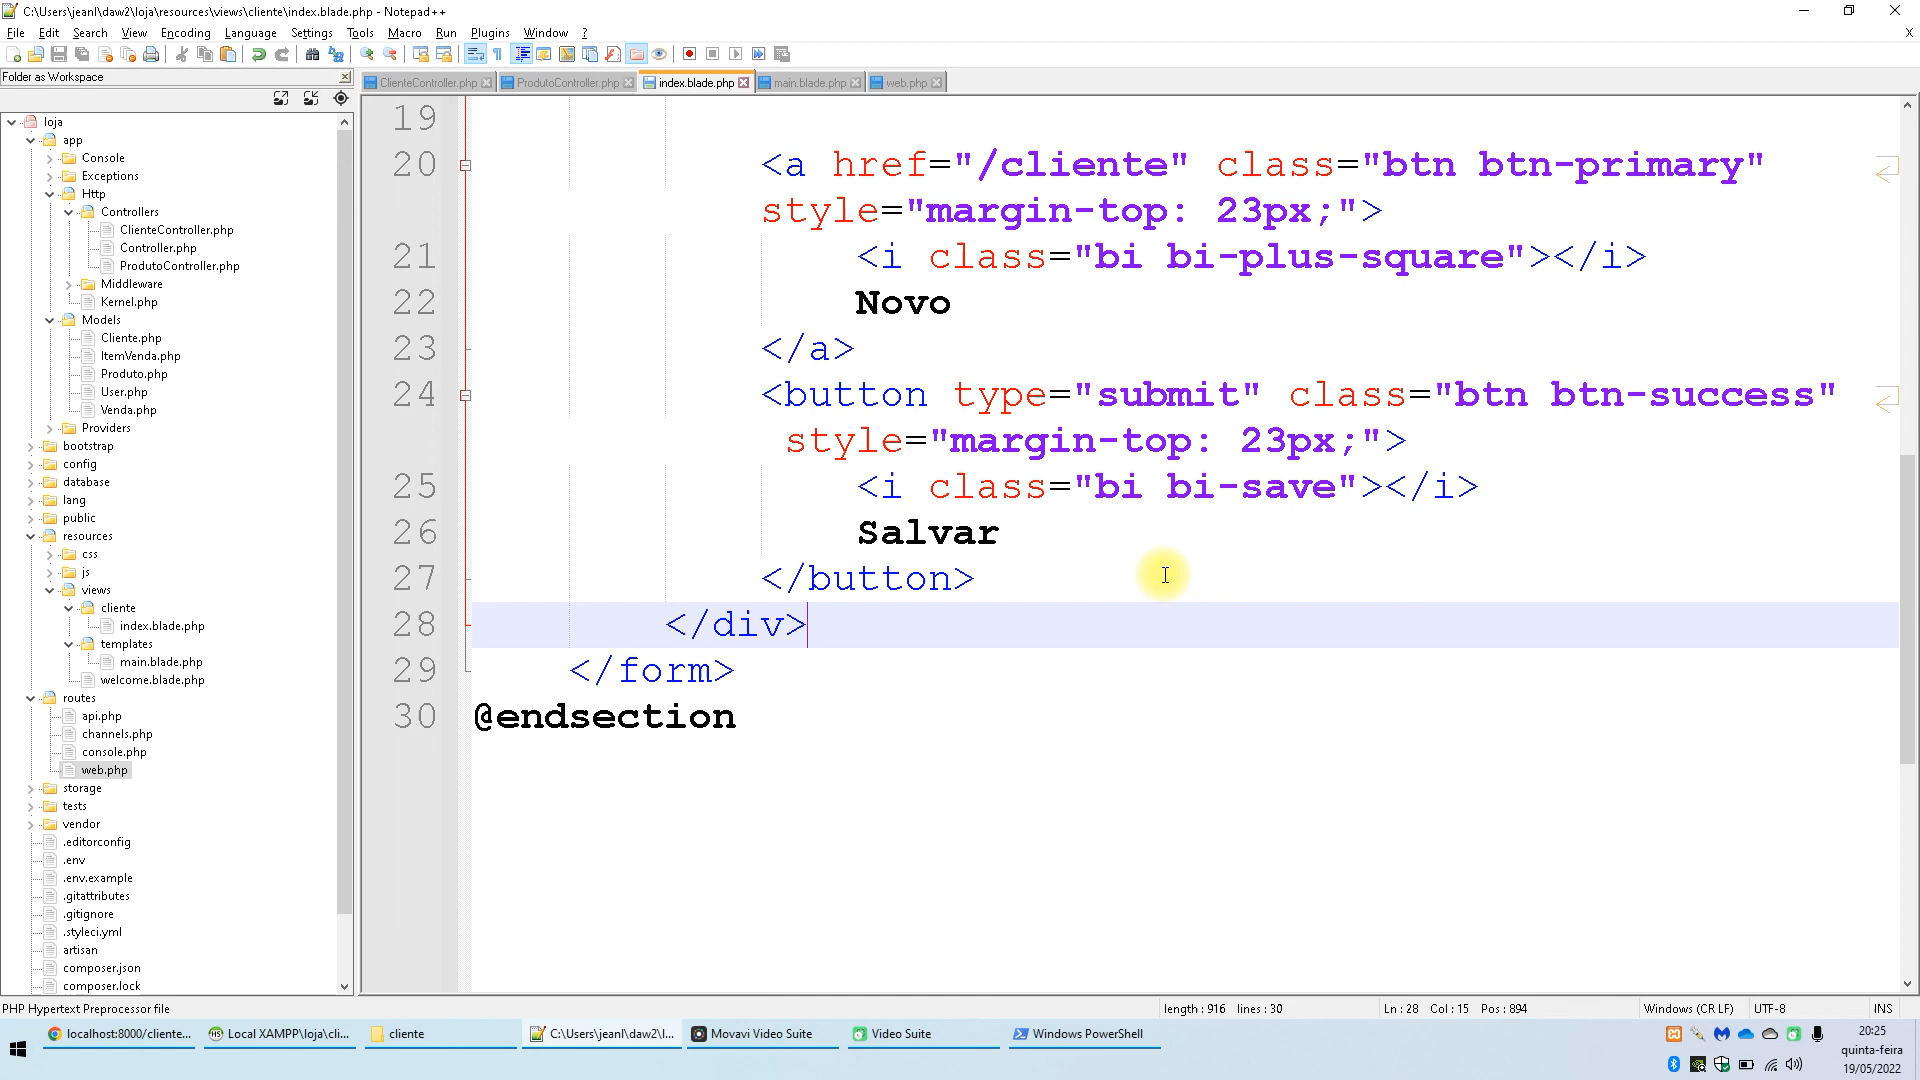 C:\Users\jeanl\daw2\loja\resources\views\cliente\index.blade.php - Notepad++
File Edit Search View Encoding Language Settings Tools Macro Run Plugins Window ? X
Folder as Workspace
ClienteController.php ProdutoController.php index.blade.php main.blade.php web.php
loja
app
Console
Exceptions
Http
Controllers
ClienteController.php
Controller.php
ProdutoController.php
Middleware
Kernel.php
Models
Cliente.php
ItemVenda.php
Produto.php
User.php
Venda.php
Providers
bootstrap
config
database
lang
public
resources
css
js
views
cliente
index.blade.php
templates
main.blade.php
welcome.blade.php
routes
api.php
channels.php
console.php
web.php
storage
tests
vendor
.editorconfig
.env
.env.example
.gitattributes
.gitignore
.styleci.yml
artisan
composer.json
composer.lock
19
20 <a href="/cliente" class="btn btn-primary"
style="margin-top: 23px;">
21 <i class="bi bi-plus-square"></i>
22 Novo
23 </a>
24 <button type="submit" class="btn btn-success"
style="margin-top: 23px;">
25 <i class="bi bi-save"></i>
26 Salvar
27 </button>
28 </div>
29 </form>
30 @endsection
PHP Hypertext Preprocessor file length : 916 lines : 30 Ln : 28 Col : 15 Pos : 894 Windows (CR LF) UTF-8 INS
localhost:8000/cliente... Local XAMPP\loja\cli... cliente C:\Users\jeanl\daw2\l... Movavi Video Suite Video Suite Windows PowerShell
20:25
quinta-feira
19/05/2022